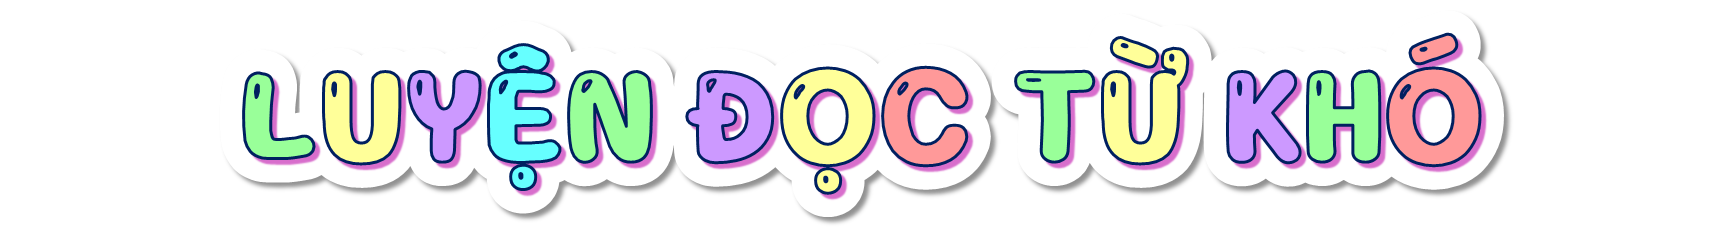 LUYỆN ĐỌC TỪ KHÓ